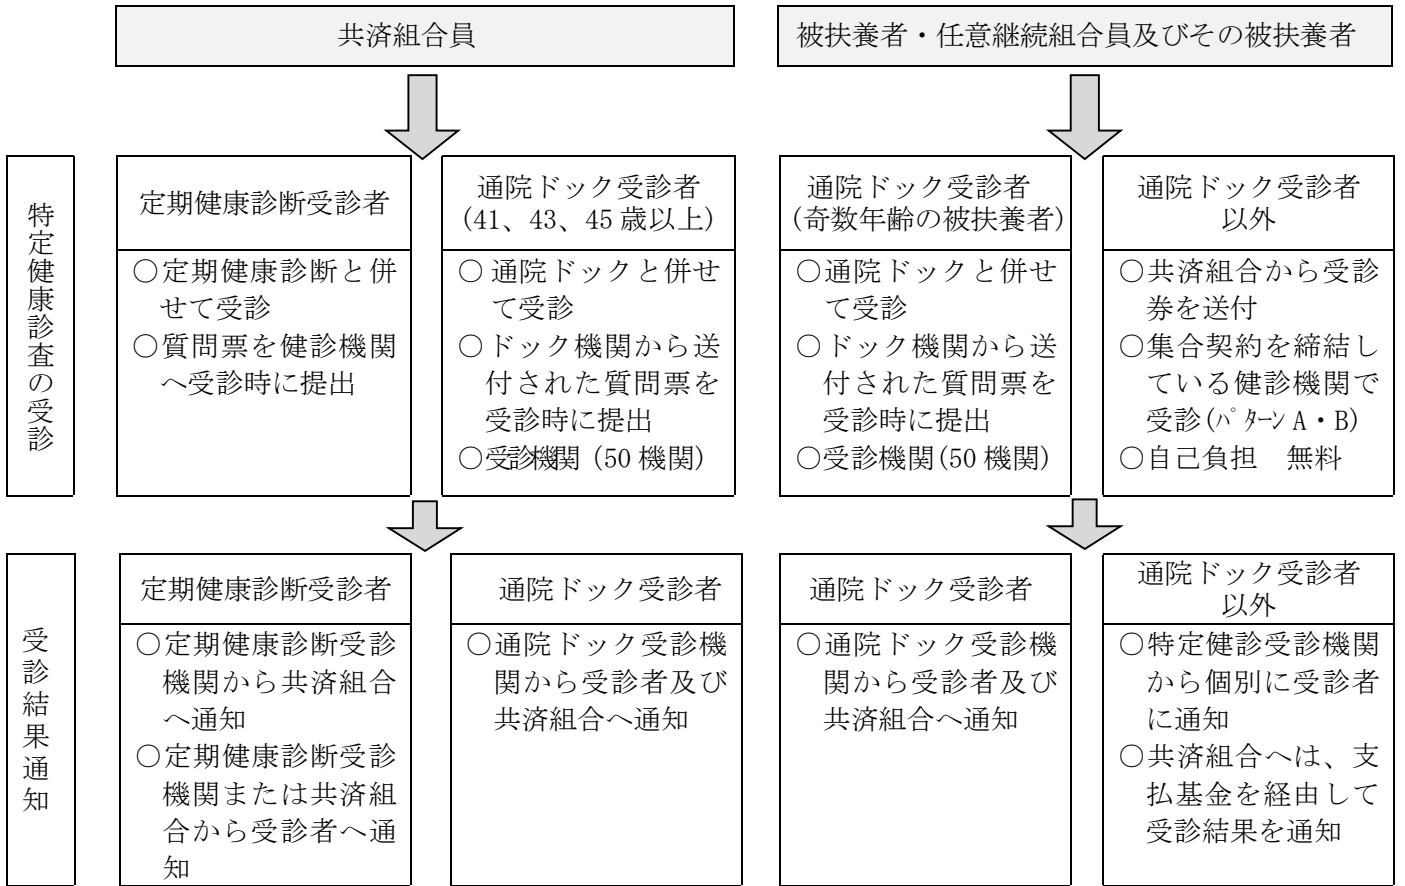 共済組合員
被扶養者・任意継続組合員及びその被扶養者
特定健康診査の受診
定期健康診断受診者
○定期健康診断と併
せて受診
○質問票を健診機関
へ受診時に提出
通院ドック受診者
(41、43、45 歳以上)
○ 通院ドックと併せ
て受診
○ドック機関から送
付された質問票を
受診時に提出
○受診機関（50 機関）
通院ドック受診者
(奇数年齢の被扶養者)
○通院ドックと併せ
て受診
○ドック機関から送
付された質問票を
受診時に提出
○受診機関(50 機関)
通院ドック受診者
以外
○共済組合から受診
券を送付
○集合契約を締結し
ている健診機関で
受診(ﾊﾟﾀｰﾝ A・B)
○自己負担　無料
受診結果通知
定期健康診断受診者
○定期健康診断受診
機関から共済組合
へ通知
○定期健康診断受診
機関または共済組
合から受診者へ通
知
通院ドック受診者
○通院ドック受診機
関から受診者及び
共済組合へ通知
通院ドック受診者
○通院ドック受診機
関から受診者及び
共済組合へ通知
通院ドック受診者
以外
○特定健診受診機関
から個別に受診者
に通知
○共済組合へは、支
払基金を経由して
受診結果を通知